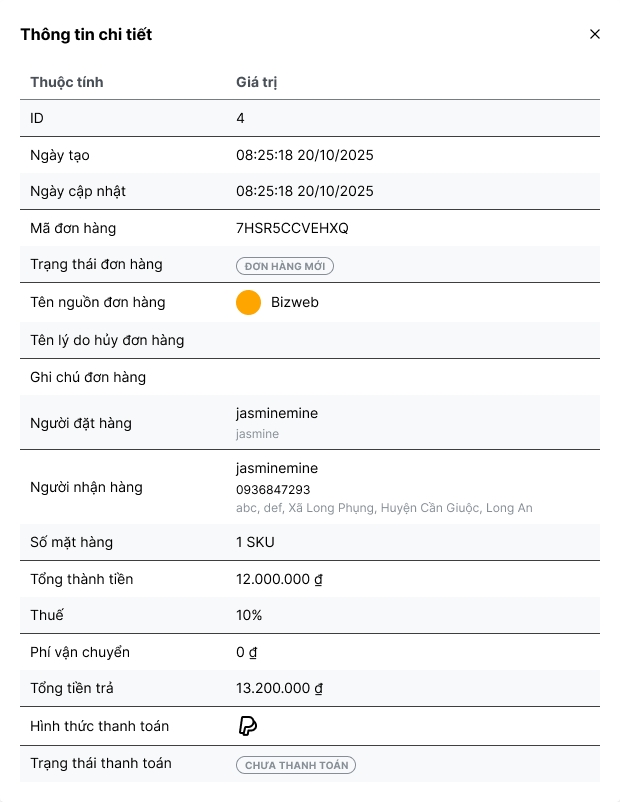 Thông tin chi tiết
Thuộc tính Giá trị
ID 4
Ngày tạo 08:25:18 20/10/2025
Ngày cập nhật 08:25:18 20/10/2025
Mã đơn hàng 7HSR5CCVEHXQ
Trạng thái đơn hàng ĐƠN HÀNG MỚI
Tên nguồn đơn hàng Bizweb
Tên lý do hủy đơn hàng
Ghi chú đơn hàng
Người đặt hàng jasminemine
jasmine
Người nhận hàng jasminemine
0936847293
abc, def, Xã Long Phụng, Huyện Cần Giuộc, Long An
Số mặt hàng 1 SKU
Tổng thành tiền 12.000.000 ₫
Thuế 10%
Phí vận chuyển 0 ₫
Tổng tiền trả 13.200.000 ₫
Hình thức thanh toán
Trạng thái thanh toán CHƯA THANH TOÁN